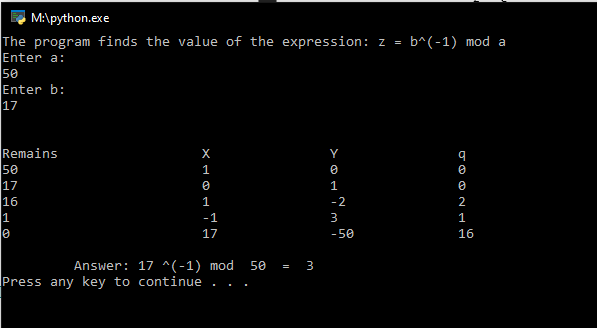 M:\python.exe
The program finds the value of the expression: z = b^(-1) mod a
Enter a:
50
Enter b:
17
Remains X Y q
50 1 0 0
17 0 1 0
16 1 -2 2
1 -1 3 1
0 17 -50 16
Answer: 17 ^(-1) mod 50 = 3
Press any key to continue . . .